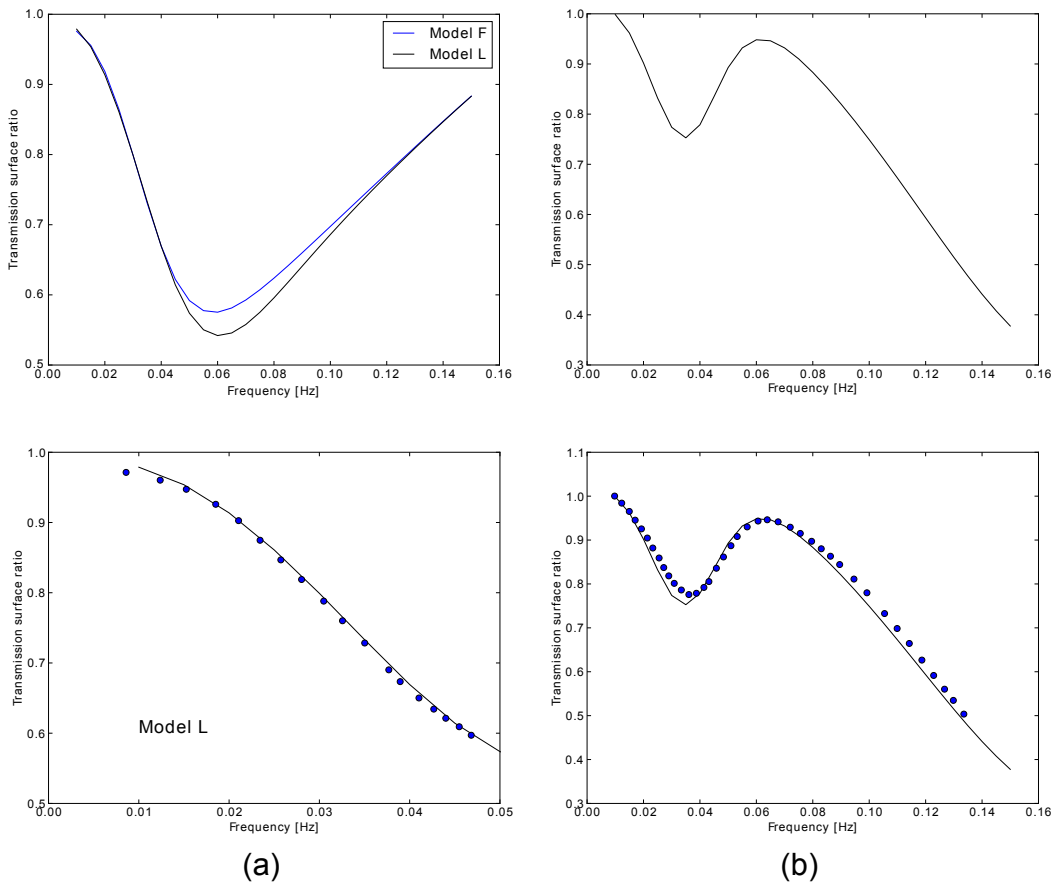 1.0
0.9
0.8
0.7
0.6
0.5
Transmission surface ratio
Model F
Model L
0.00 0.02 0.04 0.06 0.08 0.10 0.12 0.14 0.16
Frequency [Hz]
1.0
0.9
0.8
0.7
0.6
0.5
0.4
0.3
Transmission surface ratio
0.00 0.02 0.04 0.06 0.08 0.10 0.12 0.14 0.16
Frequency [Hz]
1.0
0.9
0.8
0.7
0.6
0.5
Transmission surface ratio
Model L
0.00 0.01 0.02 0.03 0.04 0.05
Frequency [Hz]
(a)
1.1
1.0
0.9
0.8
0.7
0.6
0.5
0.4
0.3
Transmission surface ratio
0.00 0.02 0.04 0.06 0.08 0.10 0.12 0.14 0.16
Frequency [Hz]
(b)